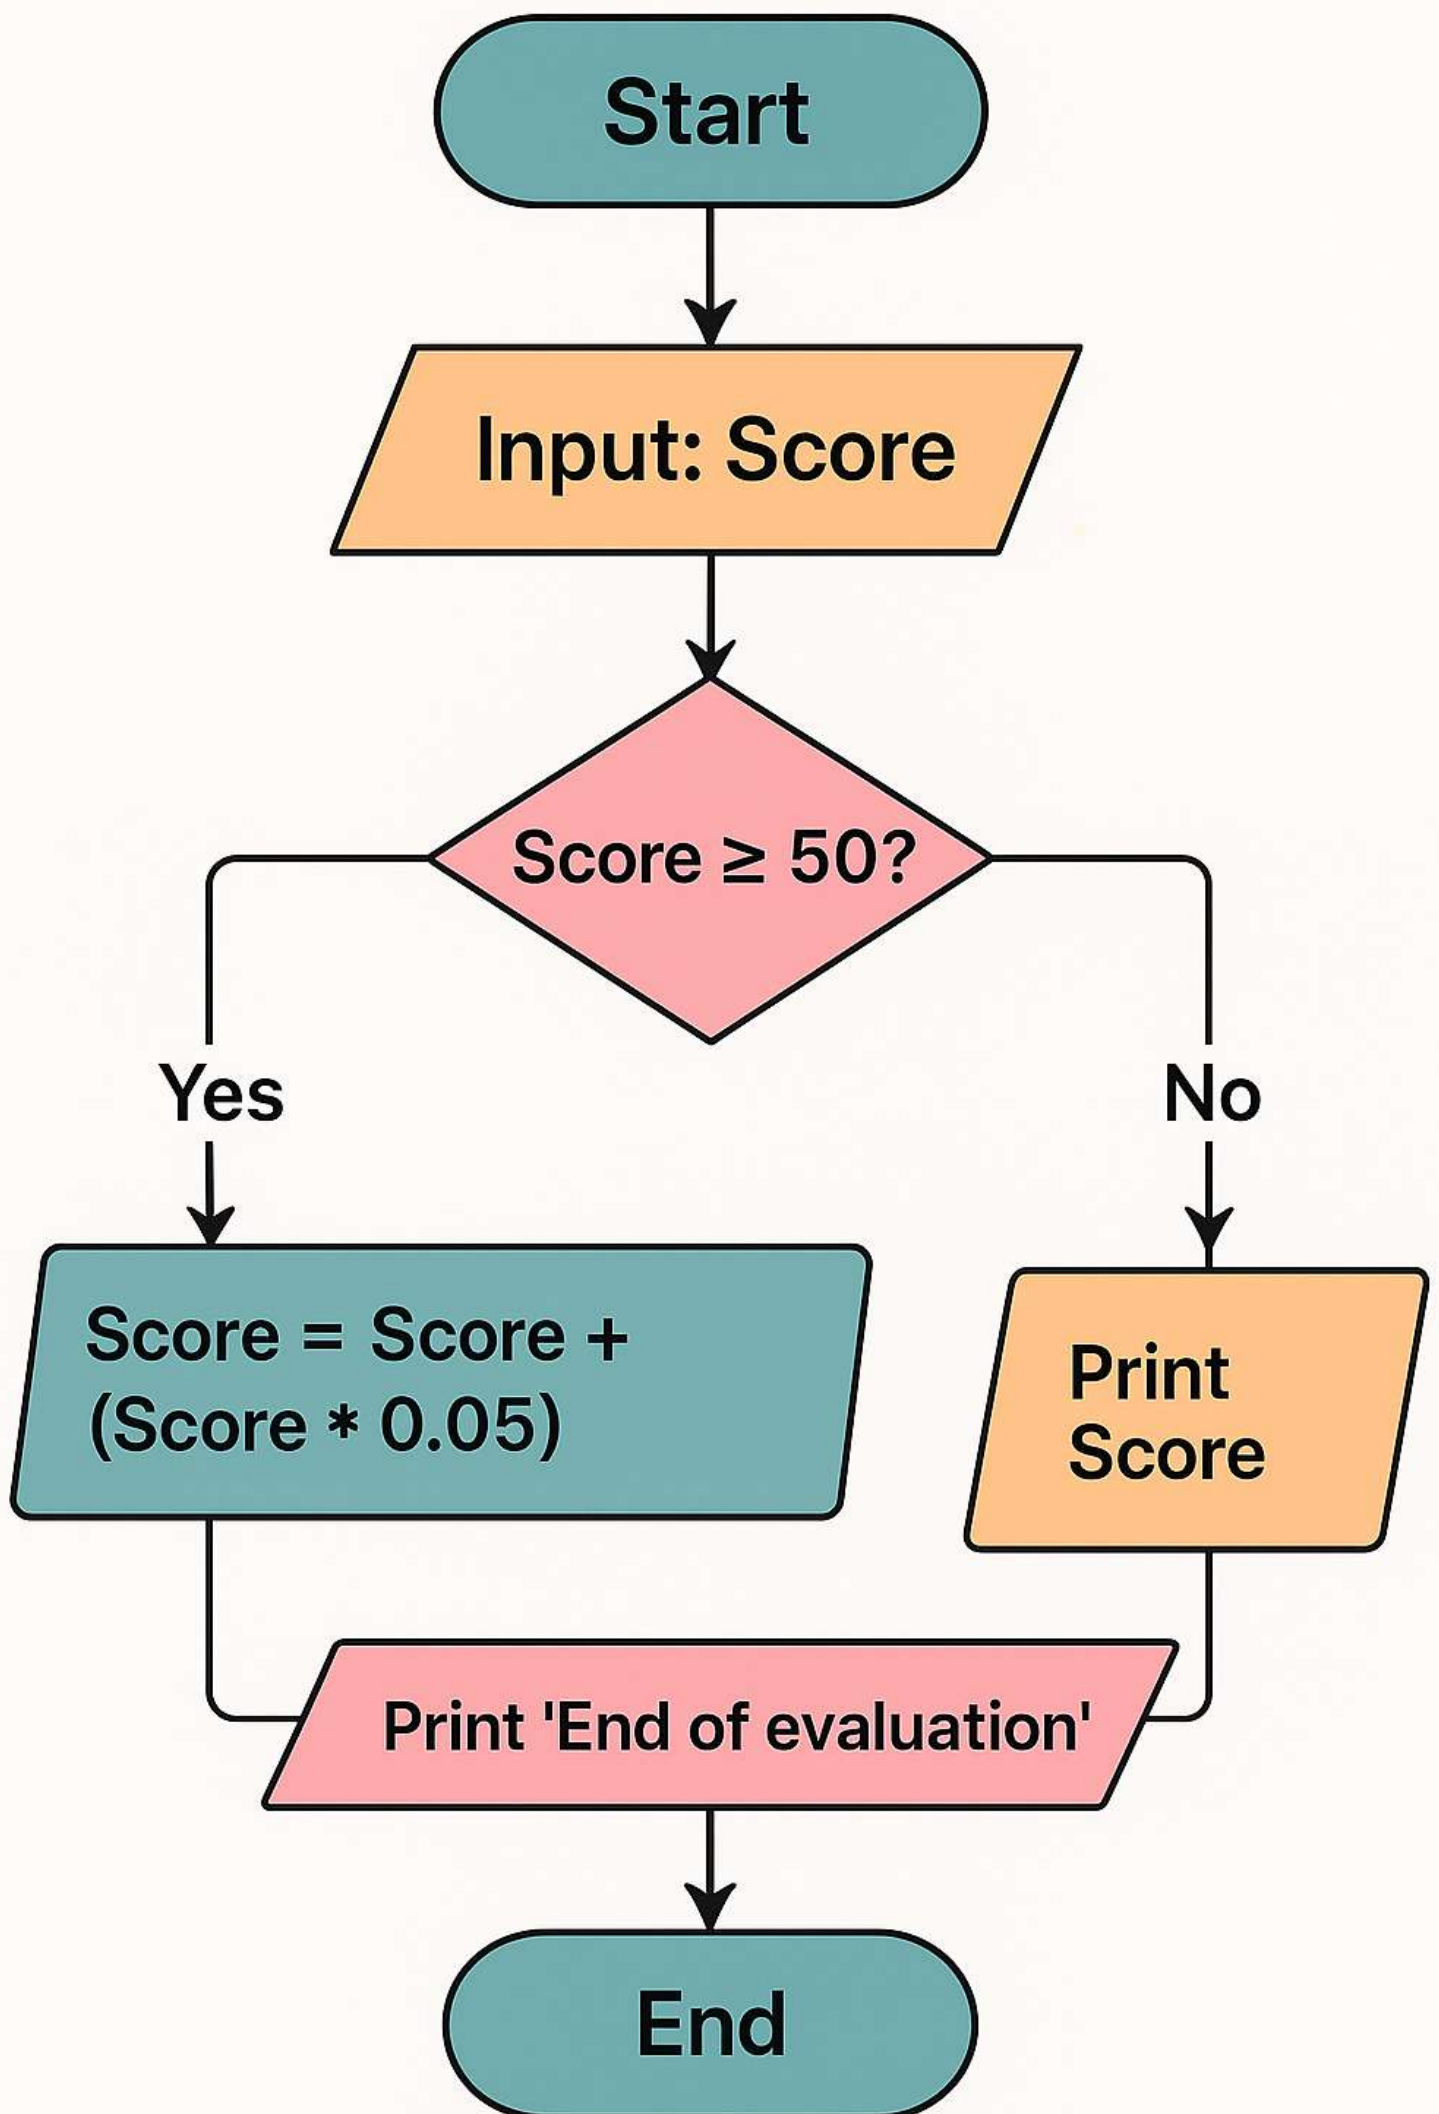 Start
Input: Score
Score ≥ 50?
Yes
No
Score = Score +
(Score * 0.05)
Print
Score
Print 'End of evaluation'
End